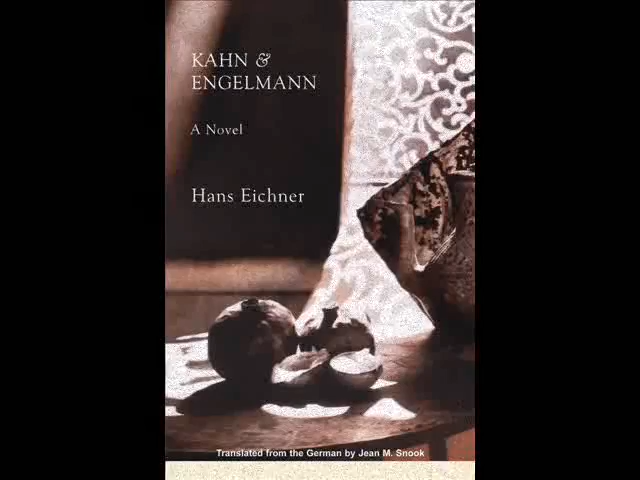 KAHN &
ENGELMANN
A Novel
Hans Eichner
Translated from the German by Jean M. Snook